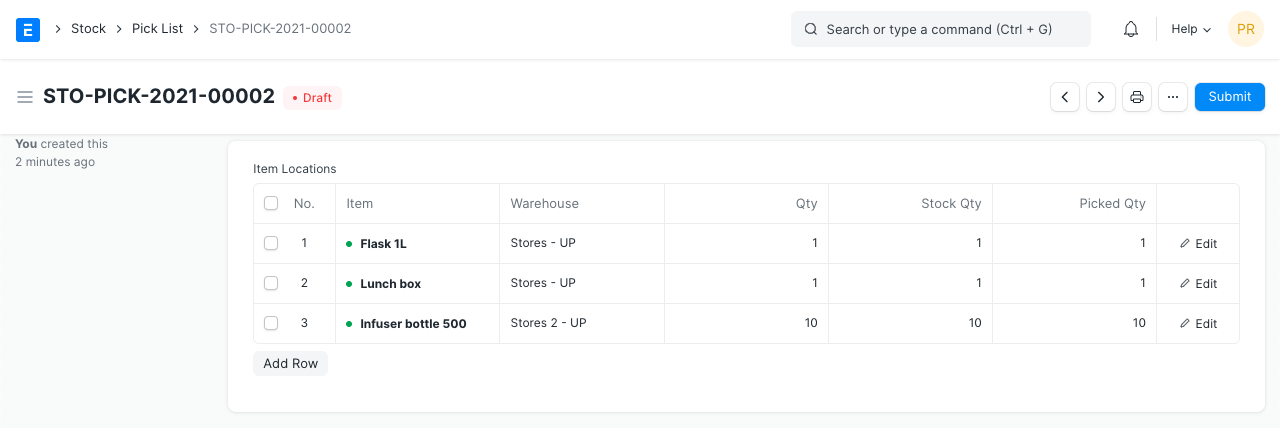 E Stock Pick List STO-PICK-2021-00002 Search or type a command (Ctrl + G) Help PR
STO-PICK-2021-00002 • Draft ··· Submit
You created this
2 minutes ago
Item Locations
No. Item Warehouse Qty Stock Qty Picked Qty
1 Flask 1L Stores - UP 1 1 1 Edit
2 Lunch box Stores - UP 1 1 1 Edit
3 Infuser bottle 500 Stores 2 - UP 10 10 10 Edit
Add Row